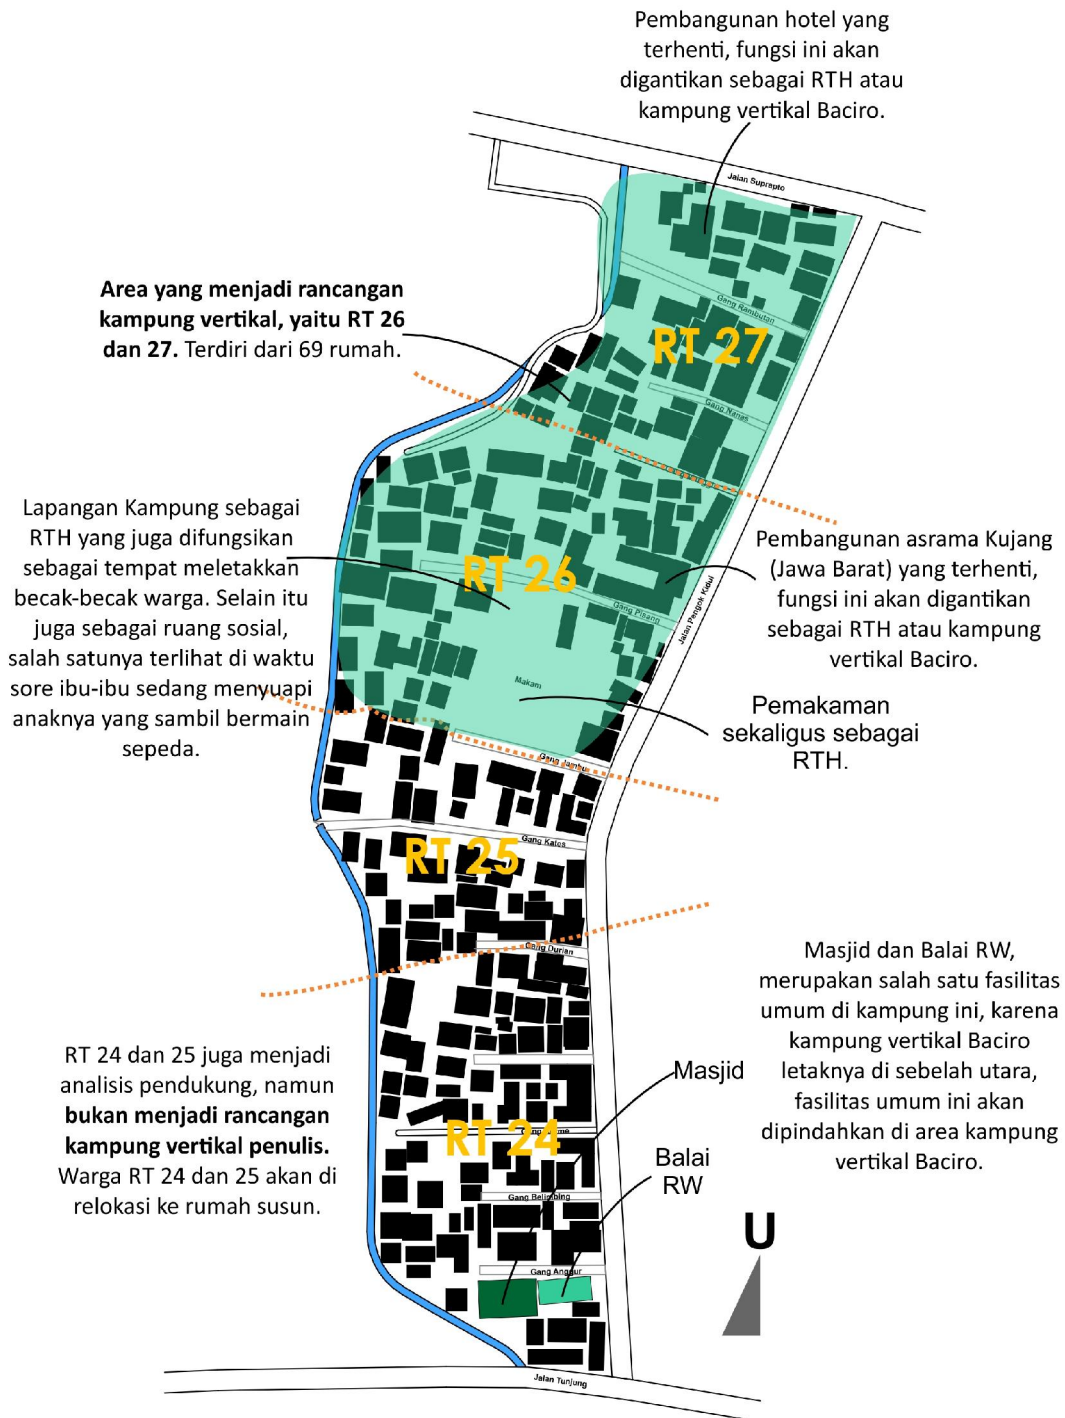 Pembangunan hotel yang
terhenti, fungsi ini akan
digantikan sebagai RTH atau
kampung vertikal Baciro.
Jalan Suprapto
Area yang menjadi rancangan
kampung vertikal, yaitu RT 26
dan 27. Terdiri dari 69 rumah.
Gang Rambutan
RT 27
Gang Nanas
Lapangan Kampung sebagai
RTH yang juga difungsikan
sebagai tempat meletakkan
becak-becak warga. Selain itu
juga sebagai ruang sosial,
salah satunya terlihat di waktu
sore ibu-ibu sedang menyuapi
anaknya yang sambil bermain
sepeda.
RT 26
Gang Pisang
Jalan Pengok Kidul
Pembangunan asrama Kujang
(Jawa Barat) yang terhenti,
fungsi ini akan digantikan
sebagai RTH atau kampung
vertikal Baciro.
Makam
Pemakaman
sekaligus sebagai
RTH.
Gang Jambu
Gang Kates
RT 25
Gang Durian
Masjid dan Balai RW,
merupakan salah satu fasilitas
umum di kampung ini, karena
kampung vertikal Baciro
letaknya di sebelah utara,
fasilitas umum ini akan
dipindahkan di area kampung
vertikal Baciro.
RT 24 dan 25 juga menjadi
analisis pendukung, namun
bukan menjadi rancangan
kampung vertikal penulis.
Warga RT 24 dan 25 akan di
relokasi ke rumah susun.
Masjid
RT 24
Balai
RW
Gang Belimbing
U
Gang Anggur
Jalan Tunjung